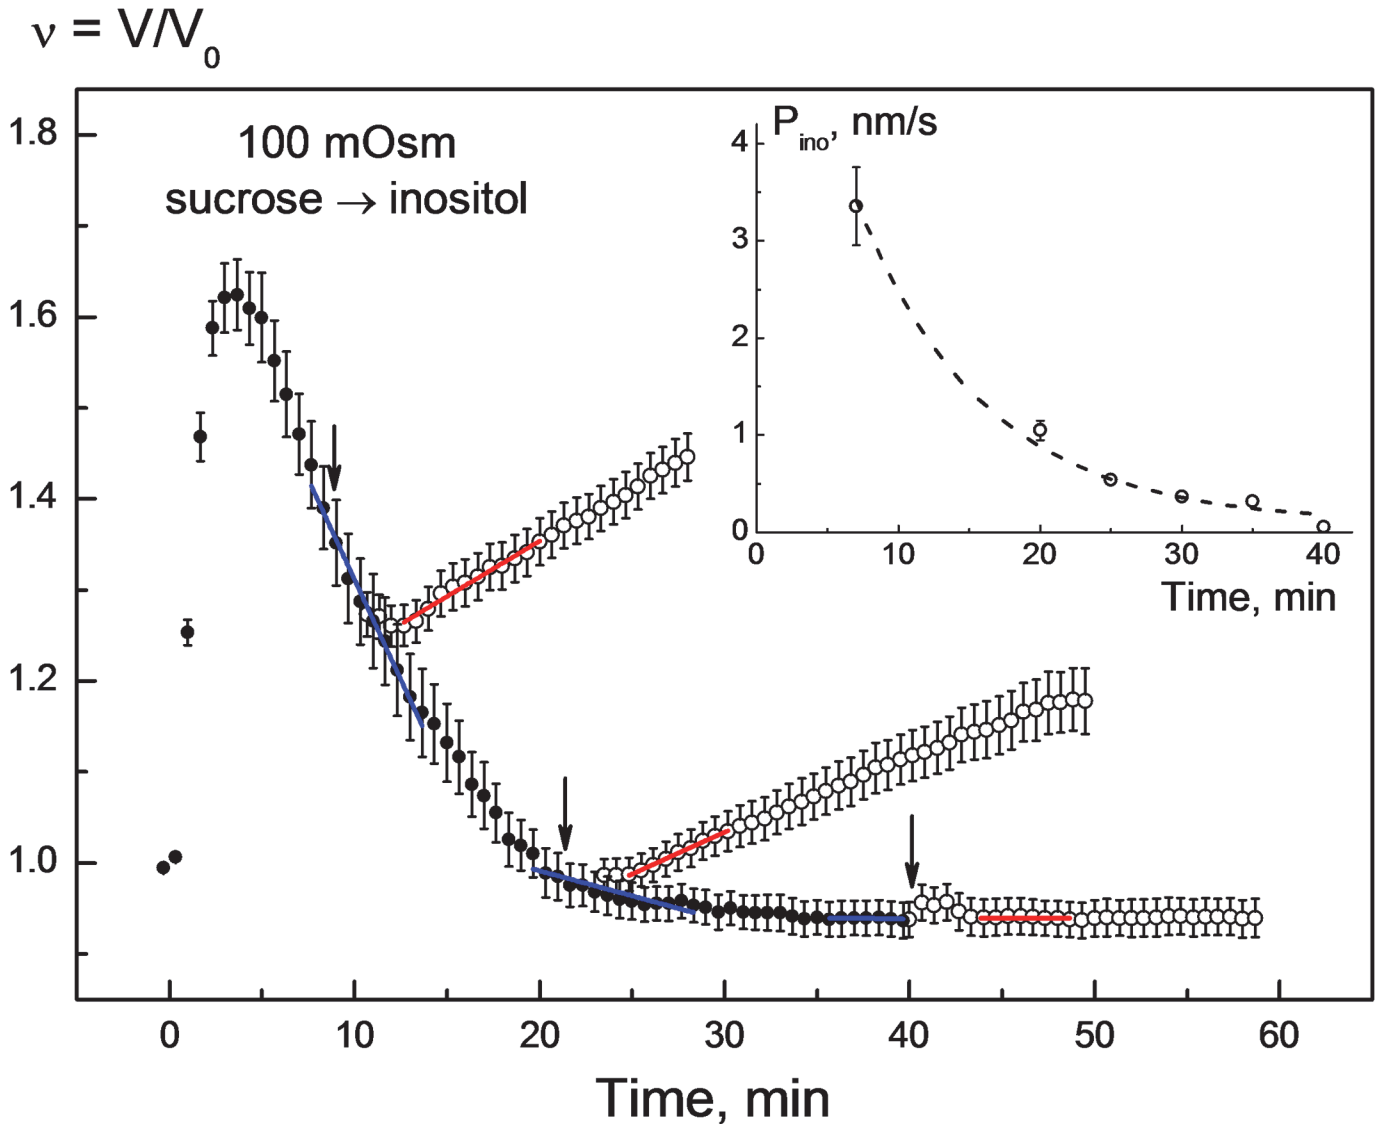 ν = V/V₀
100 mOsm
sucrose → inositol
1.8
1.6
1.4
1.2
1.0
0 10 20 30 40 50 60
Time, min
P_ino, nm/s
4
3
2
1
0
0 10 20 30 40
Time, min